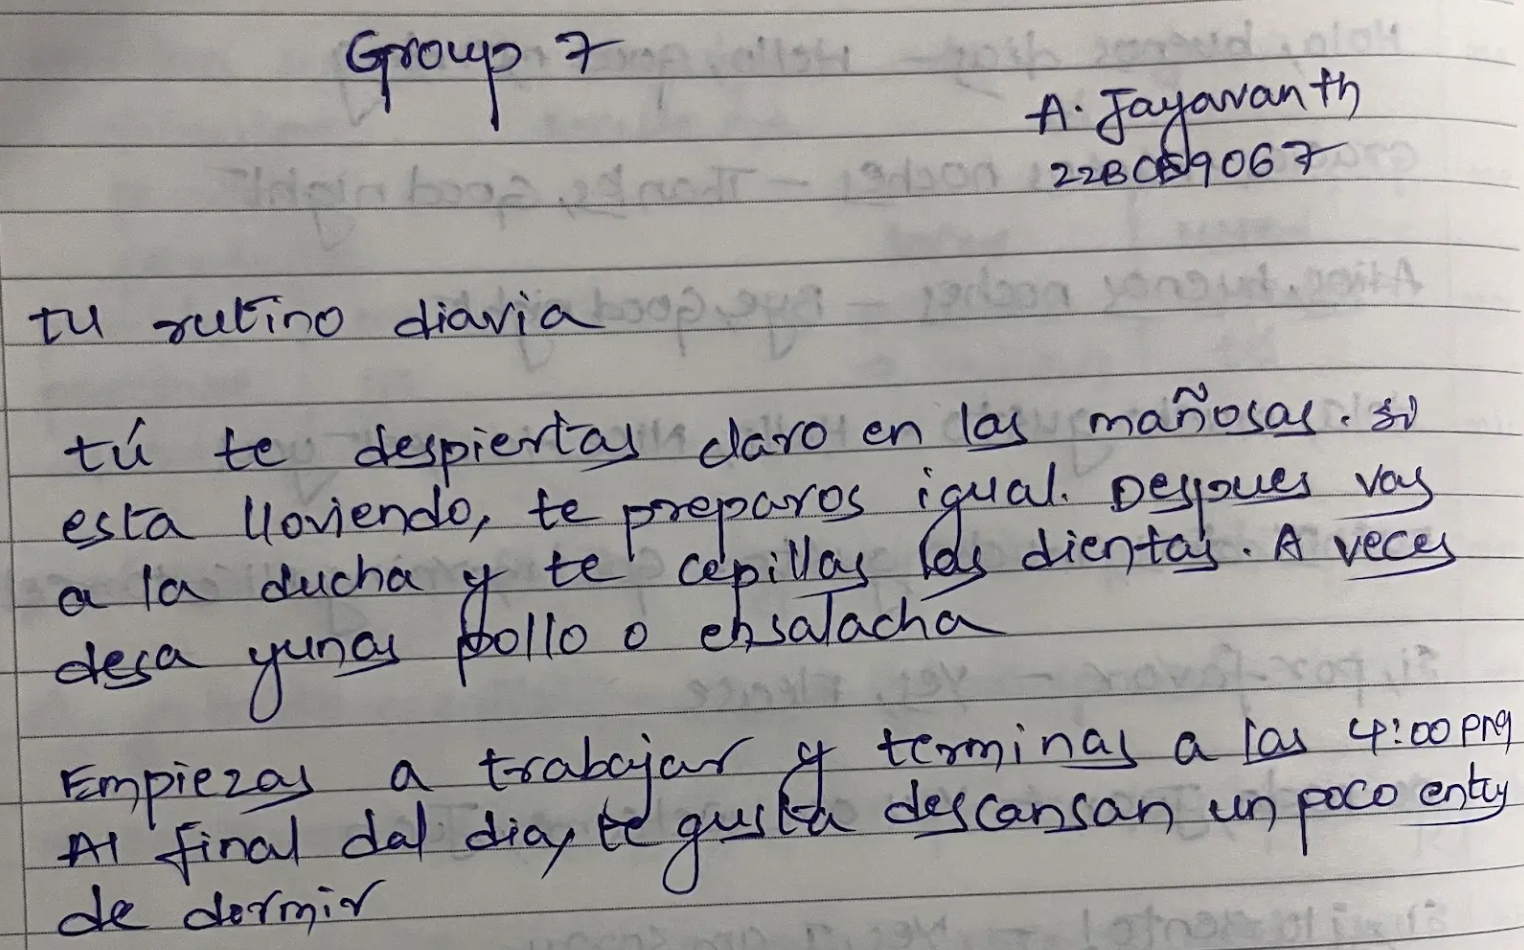 Group 7
A. Jayavanth
22BCE9067
tu rutino diaria
tú te despiertas claro en las mañosas. si
esta lloviendo, te preparos igual. Despues vas
a la ducha y te cepillas las dientas. A veces
desa yunas pollo o ensalacha
Empiezas a trabajar y terminas a las 4:00 pm
Al final dal dia, te gusta descansan un poco enty
de dormir